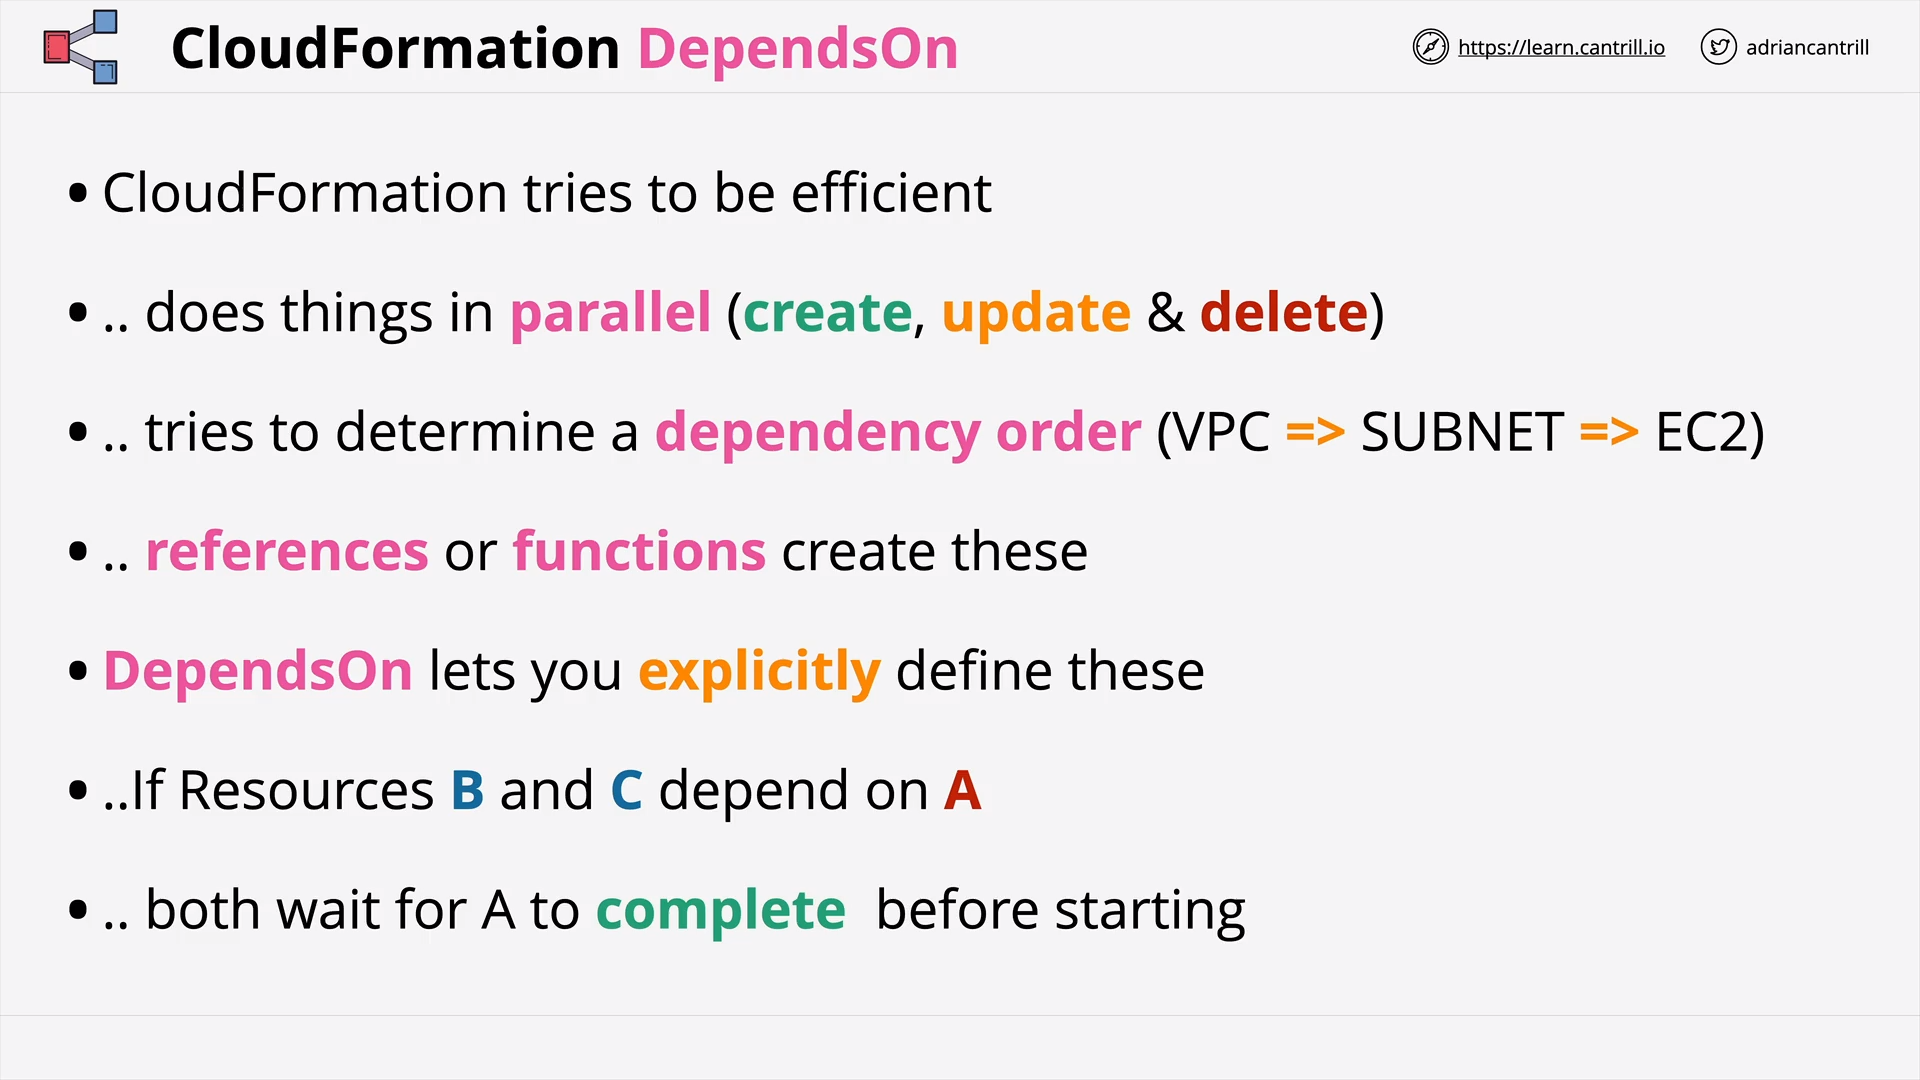 CloudFormation DependsOn
https://learn.cantrill.io
adriancantrill
• CloudFormation tries to be efficient
• .. does things in parallel (create, update & delete)
• .. tries to determine a dependency order (VPC => SUBNET => EC2)
• .. references or functions create these
• DependsOn lets you explicitly define these
• ..If Resources B and C depend on A
• .. both wait for A to complete  before starting